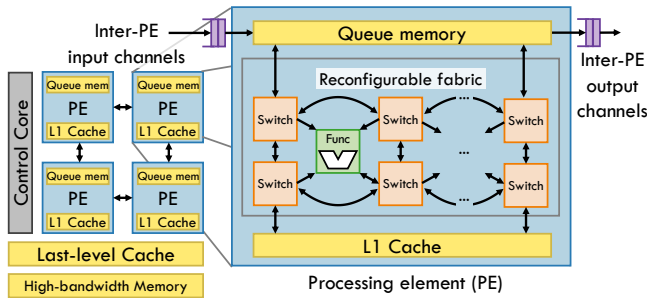 Inter-PE
input channels
Queue memory
Inter-PE
output
channels
Reconfigurable fabric
Control Core
Queue mem
PE
L1 Cache
Queue mem
PE
L1 Cache
Queue mem
PE
L1 Cache
Queue mem
PE
L1 Cache
Switch
Switch
...
Switch
Func
...
Switch
Switch
...
Switch
L1 Cache
Last-level Cache
High-bandwidth Memory
Processing element (PE)